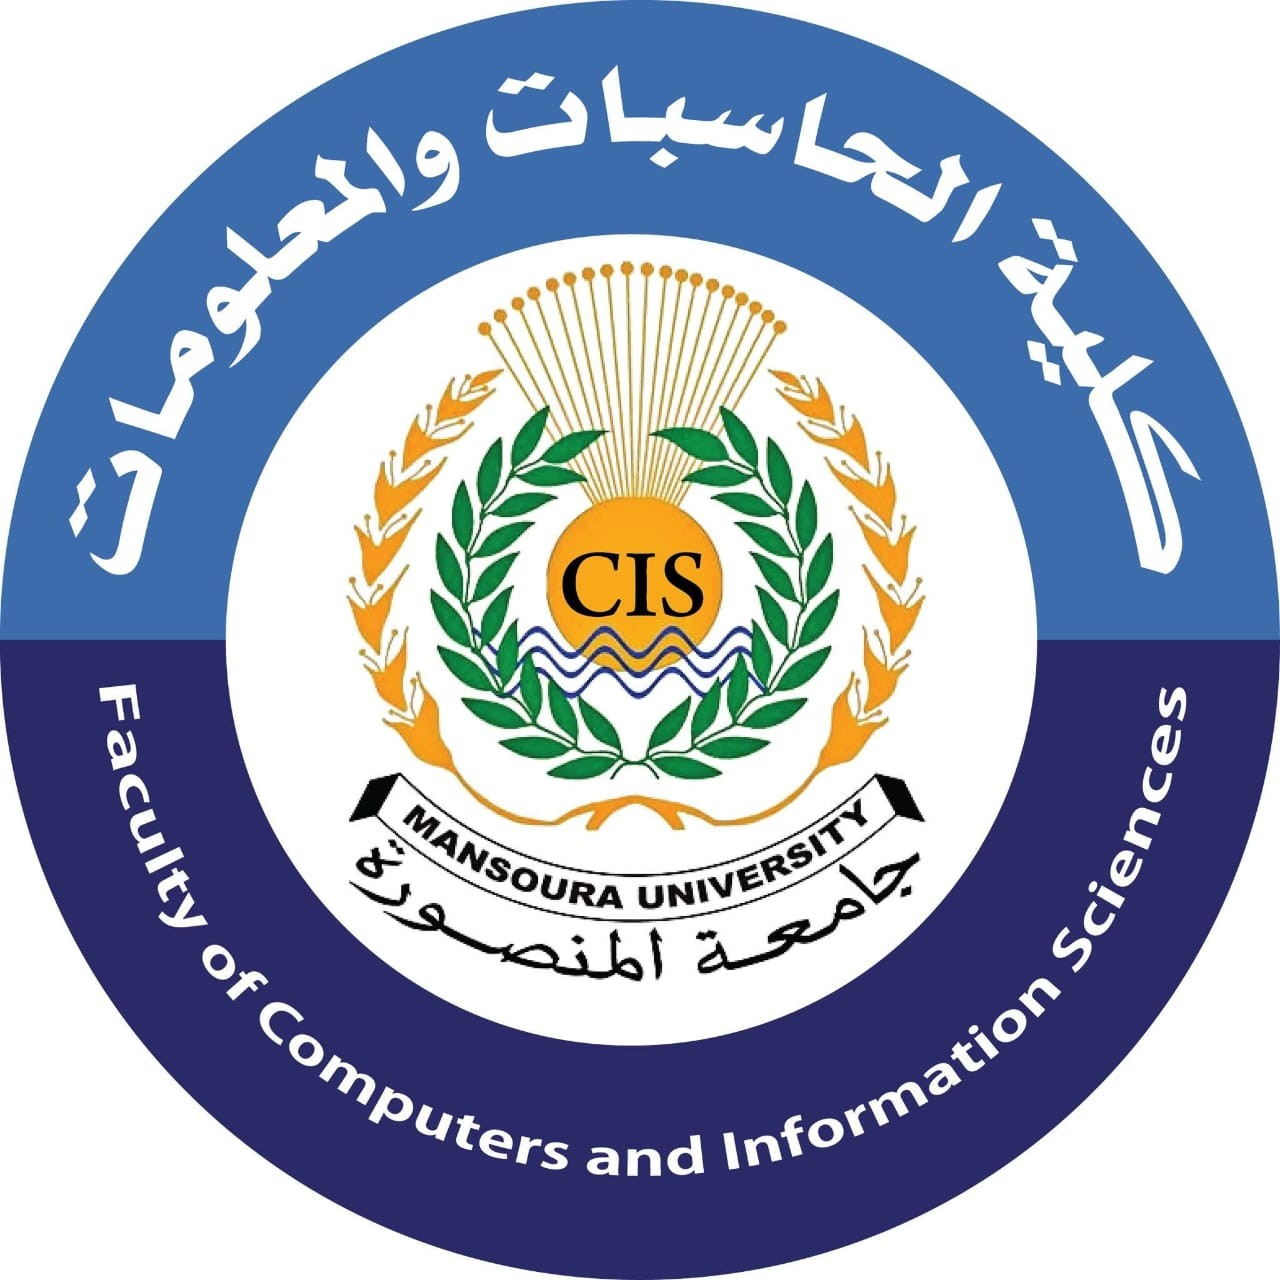 كلية الحاسبات والمعلومات
CIS
MANSOURA UNIVERSITY
جامعة المنصورة
Faculty of Computers and Information Sciences